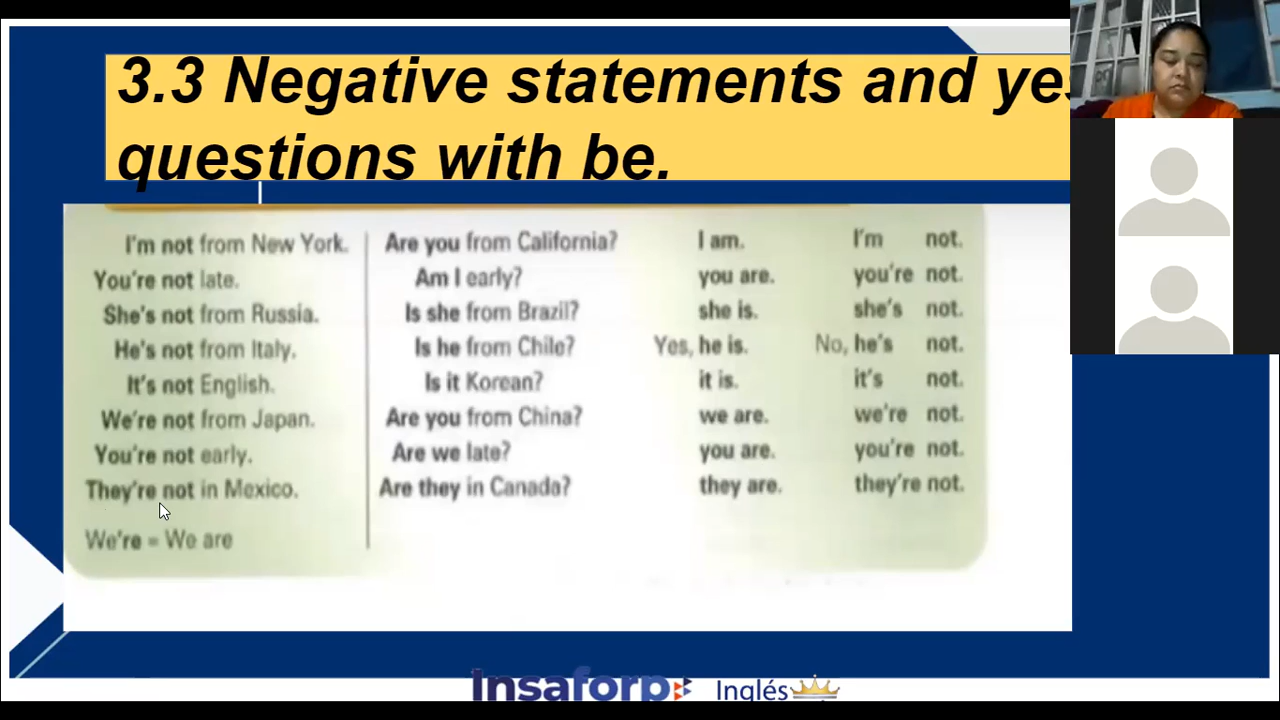 3.3 Negative statements and yes
questions with be.
I'm not from New York. Are you from California? I am. I'm not.
You're not late. Am I early? you are. you're not.
She's not from Russia. Is she from Brazil? she is. she's not.
He's not from Italy. Is he from Chile? Yes, he is. No, he's not.
It's not English. Is it Korean? it is. it's not.
We're not from Japan. Are you from China? we are. we're not.
You're not early. Are we late? you are. you're not.
They're not in Mexico. Are they in Canada? they are. they're not.
We're = We are
Insaforp Inglés